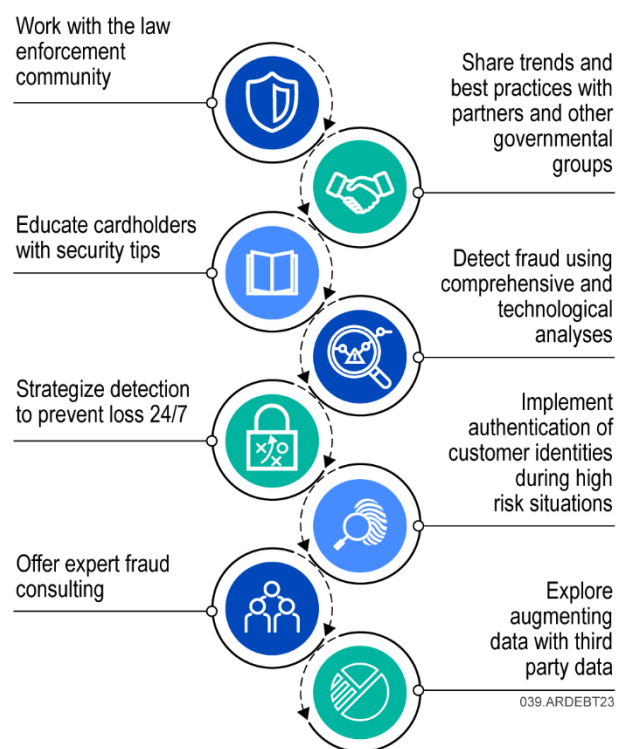 Work with the law
enforcement
community
Share trends and
best practices with
partners and other
governmental
groups
Educate cardholders
with security tips
Detect fraud using
comprehensive and
technological
analyses
Strategize detection
to prevent loss 24/7
Implement
authentication of
customer identities
during high
risk situations
Offer expert fraud
consulting
Explore
augmenting
data with third
party data
039.ARDEBT23